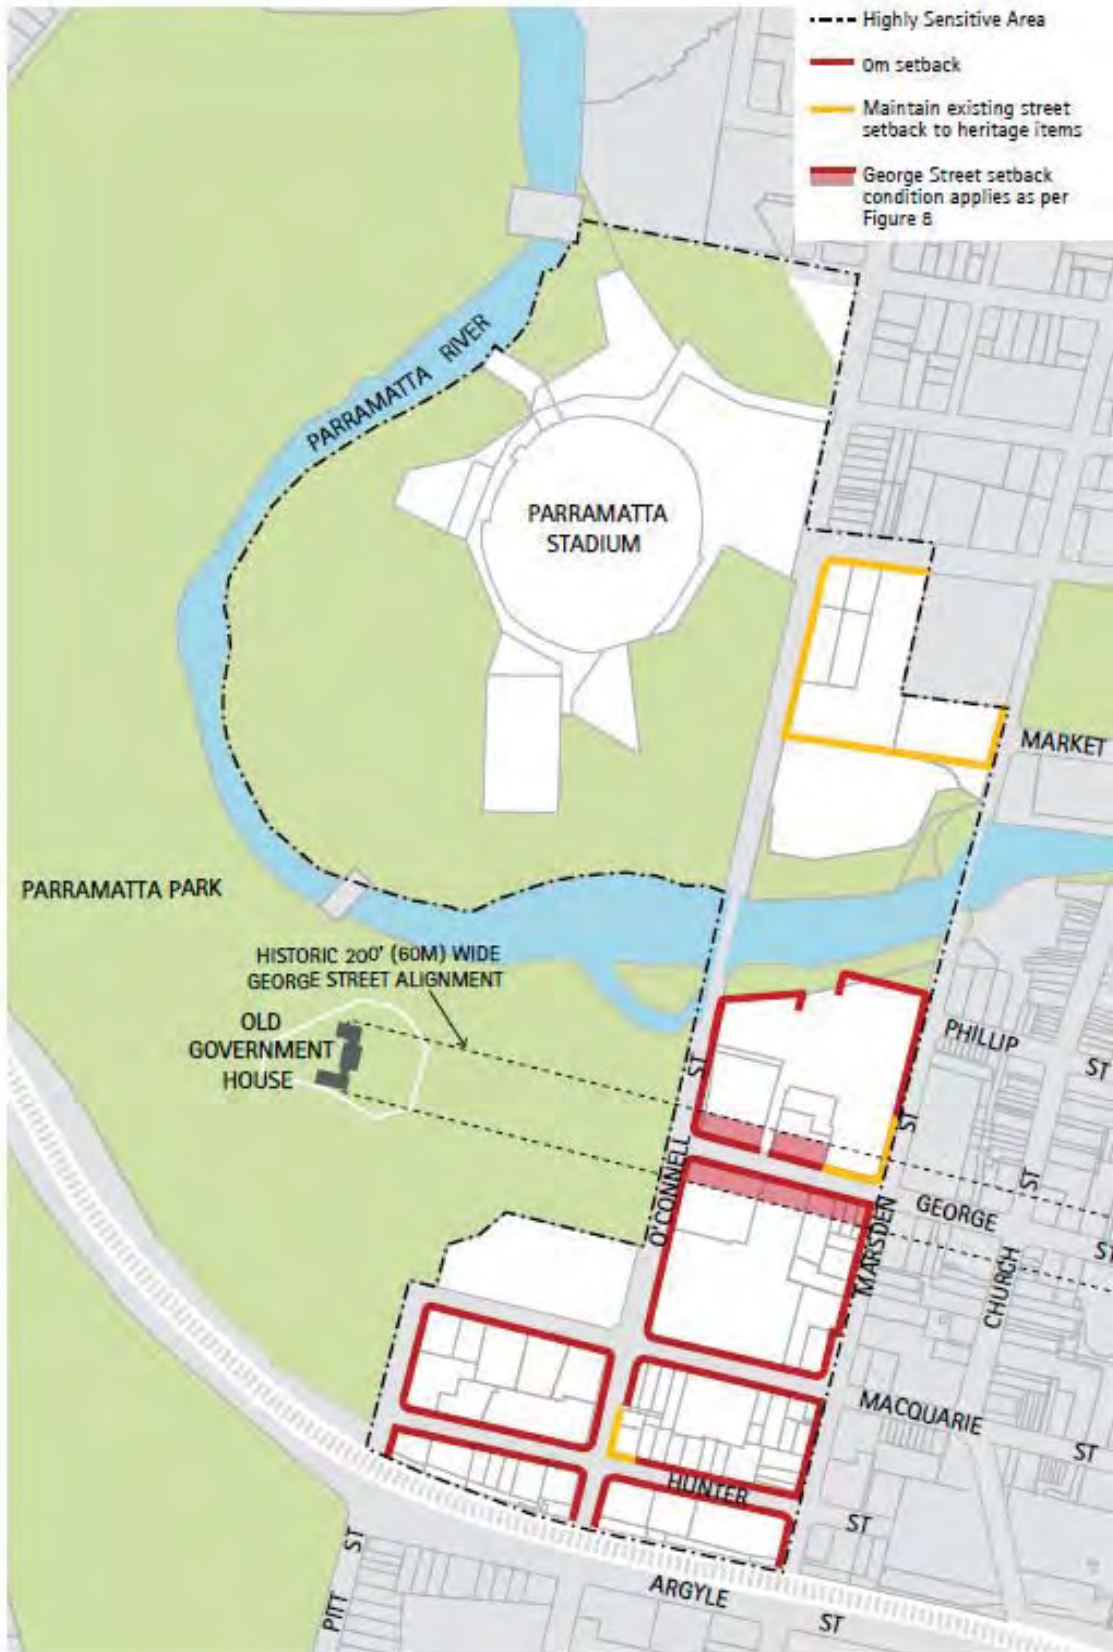 Highly Sensitive Area
0m setback
Maintain existing street
setback to heritage items
George Street setback
condition applies as per
Figure 8
PARRAMATTA RIVER
PARRAMATTA
STADIUM
MARKET
PARRAMATTA PARK
HISTORIC 200' (60M) WIDE
GEORGE STREET ALIGNMENT
OLD
GOVERNMENT
HOUSE
PHILLIP
ST
ST
ST
ST
O'CONNELL
MARSDEN
GEORGE
ST
CHURCH
MACQUARIE
ST
HUNTER
ST
ARGYLE
ST
PITT
ST